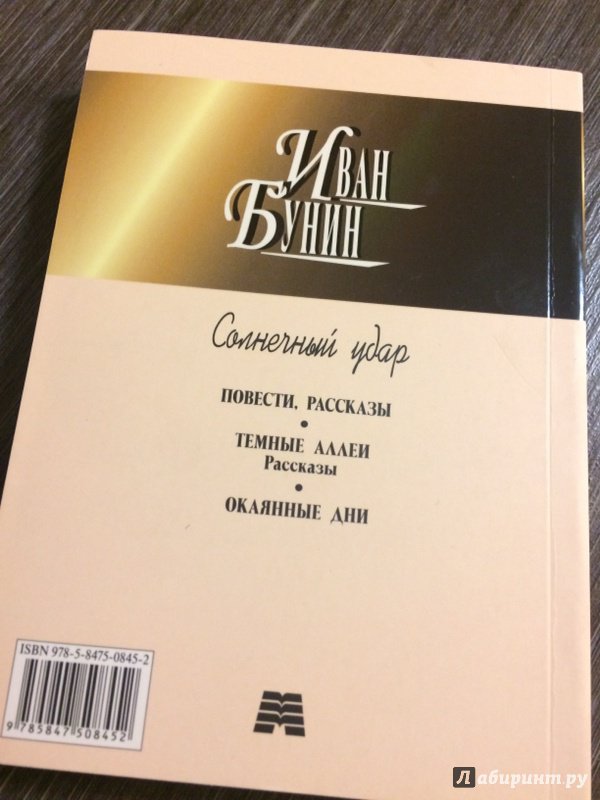 Иван
Бунин
Солнечный удар
ПОВЕСТИ, РАССКАЗЫ
•
ТЕМНЫЕ АЛЛЕИ
Рассказы
•
ОКАЯННЫЕ ДНИ
ISBN 978-5-8475-0845-2
9 785847 508452
Лабиринт.ру